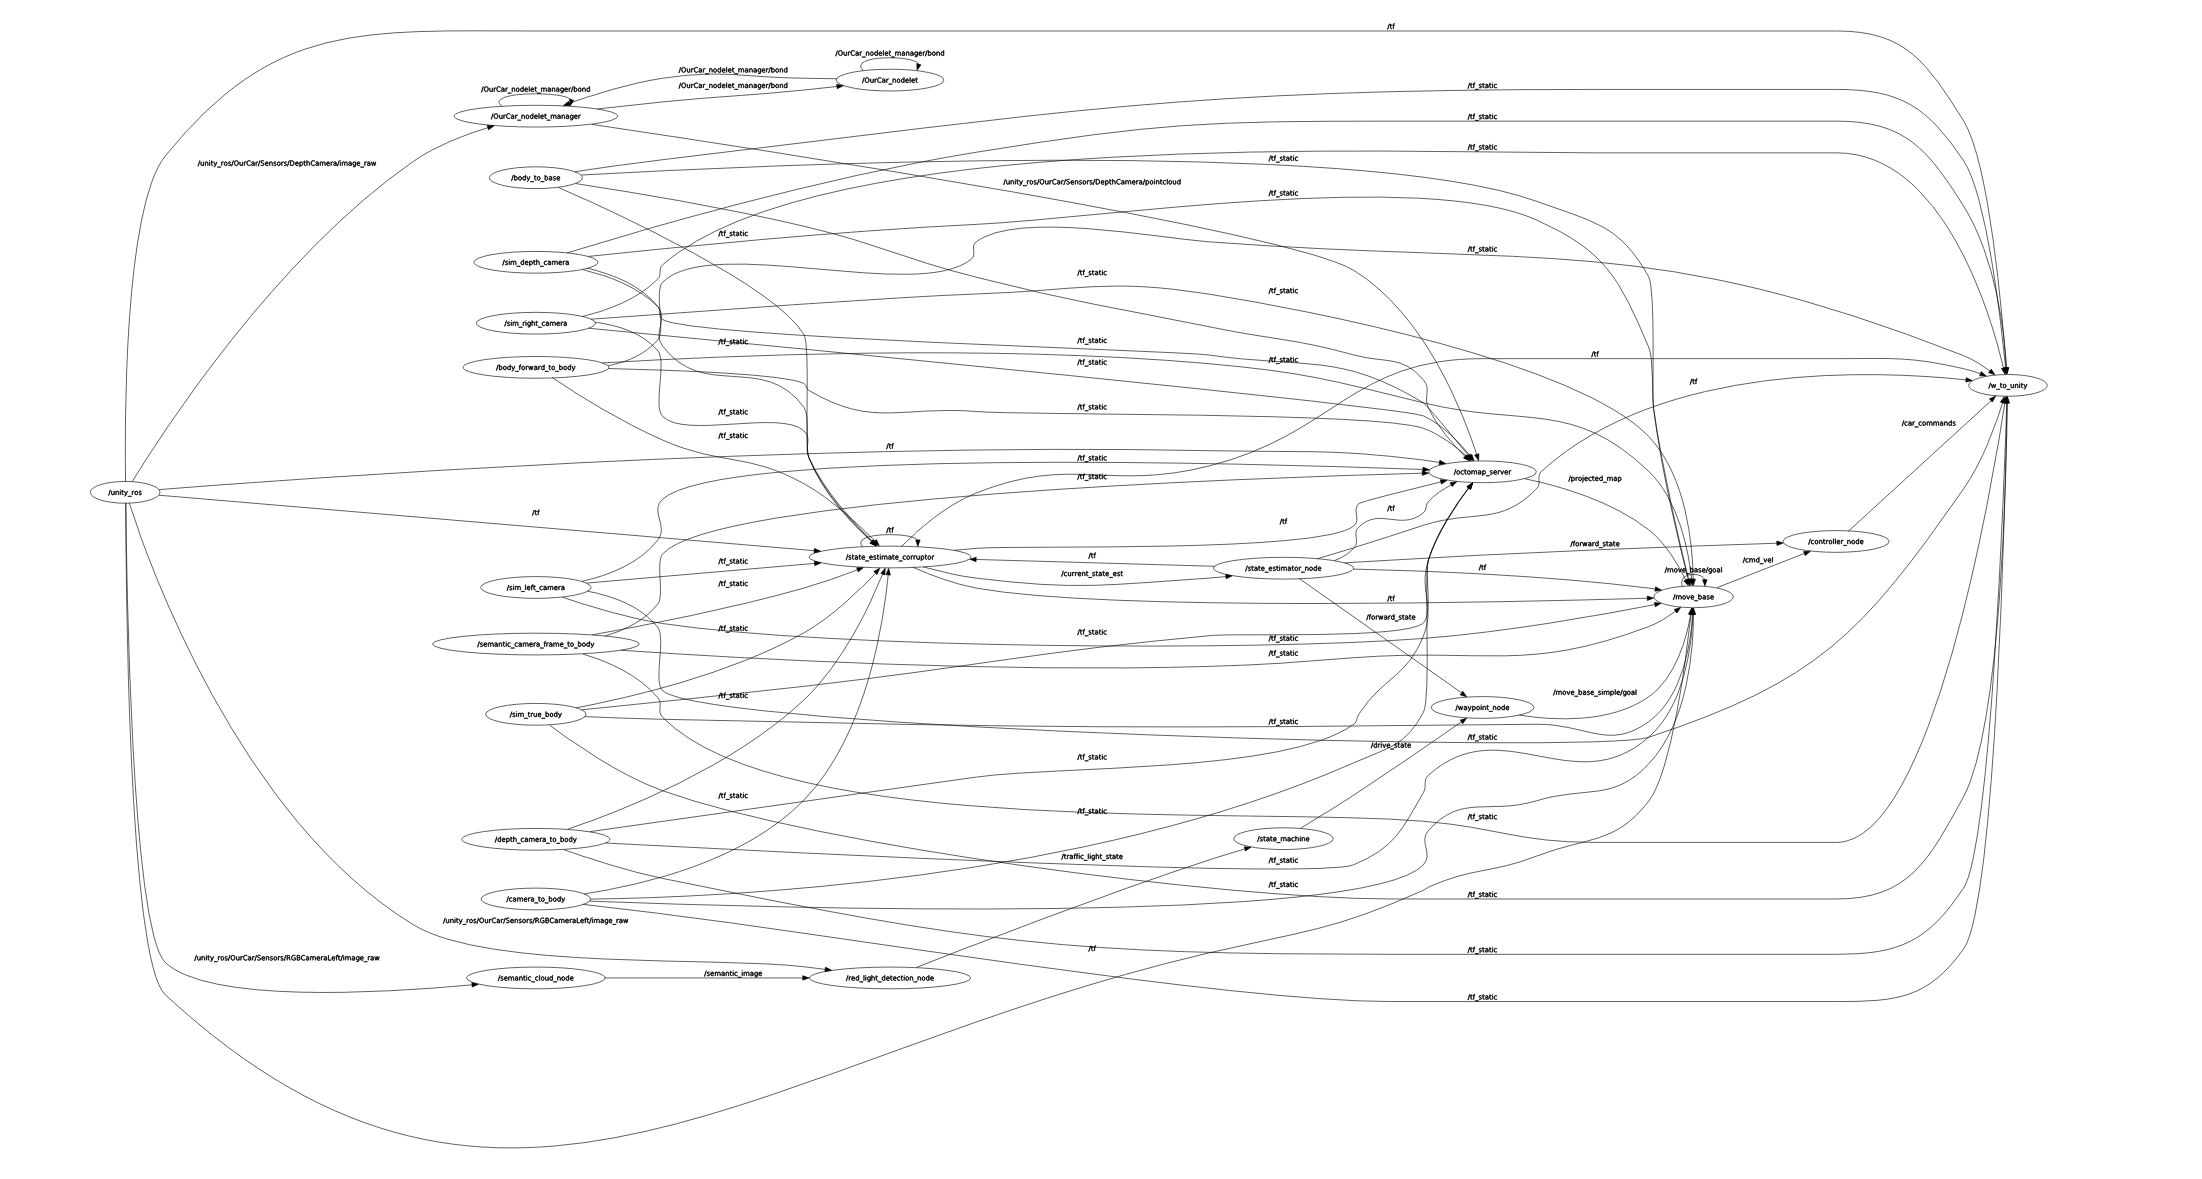 /tf
/OurCar_nodelet_manager/bond
/OurCar_nodelet_manager/bond
/OurCar_nodelet
/OurCar_nodelet_manager/bond
/OurCar_nodelet_manager/bond
/tf_static
/OurCar_nodelet_manager
/tf_static
/tf_static
/unity_ros/OurCar/Sensors/DepthCamera/image_raw
/tf_static
/body_to_base
/unity_ros/OurCar/Sensors/DepthCamera/pointcloud
/tf_static
/tf_static
/tf_static
/sim_depth_camera
/tf_static
/tf_static
/sim_right_camera
/tf_static
/tf_static
/tf
/tf_static
/tf_static
/body_forward_to_body
/tf
/w_to_unity
/tf_static
/tf_static
/car_commands
/tf_static
/tf
/tf_static
/octomap_server
/tf_static
/projected_map
/unity_ros
/tf
/tf
/tf
/tf
/controller_node
/forward_state
/state_estimate_corruptor
/tf
/cmd_vel
/tf_static
/state_estimator_node
/tf
/move_base/goal
/current_state_est
/tf_static
/sim_left_camera
/tf
/move_base
/forward_state
/tf_static
/tf_static
/tf_static
/semantic_camera_frame_to_body
/tf_static
/move_base_simple/goal
/tf_static
/waypoint_node
/sim_true_body
/tf_static
/tf_static
/drive_state
/tf_static
/tf_static
/tf_static
/tf_static
/depth_camera_to_body
/state_machine
/traffic_light_state
/tf_static
/tf_static
/tf_static
/camera_to_body
/unity_ros/OurCar/Sensors/RGBCameraLeft/image_raw
/tf
/tf_static
/unity_ros/OurCar/Sensors/RGBCameraLeft/image_raw
/semantic_image
/semantic_cloud_node
/red_light_detection_node
/tf_static